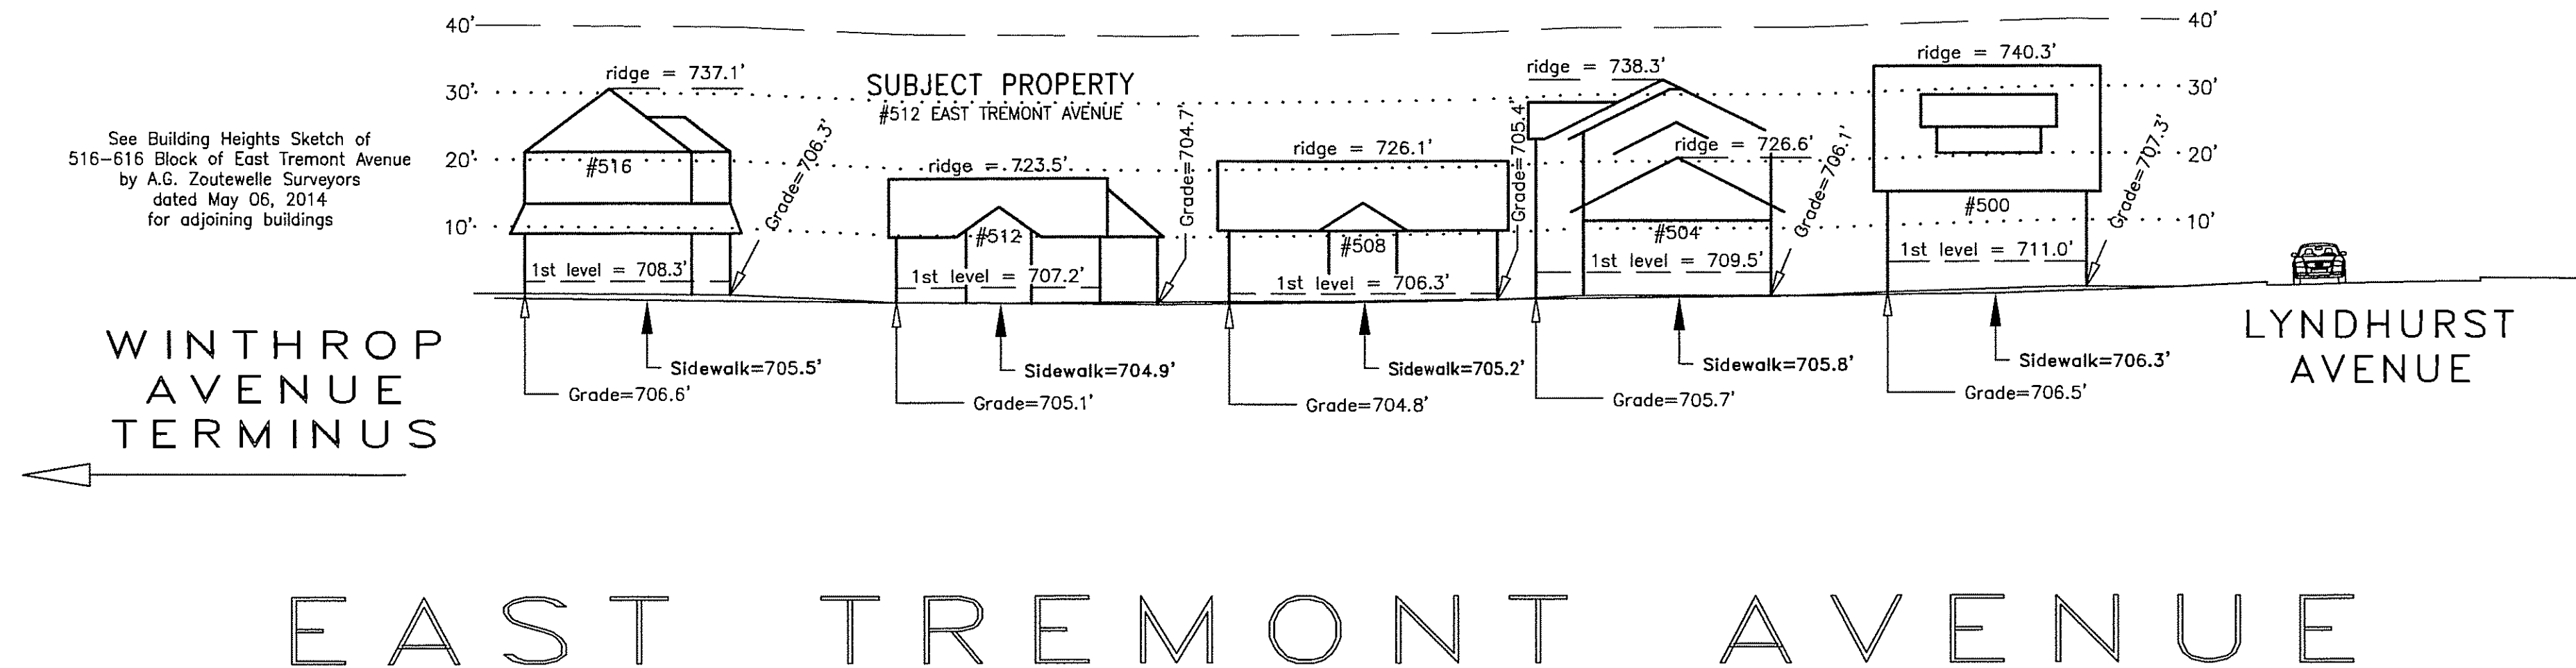 40'
40'
ridge = 740.3'
ridge = 738.3'
ridge = 737.1'
SUBJECT PROPERTY
#512 EAST TREMONT AVENUE
30'
30'
See Building Heights Sketch of
516-616 Block of East Tremont Avenue
by A.G. Zoutewelle Surveyors
dated May 06, 2014
for adjoining buildings
Grade=706.3'
Grade=704.7'
Grade=705.4'
Grade=706.1'
Grade=707.3'
20'
20'
#516
ridge = 723.5'
ridge = 726.1'
ridge = 726.6'
10'
10'
#512
#508
#504
#500
1st level = 708.3'
1st level = 707.2'
1st level = 706.3'
1st level = 709.5'
1st level = 711.0'
WINTHROP
AVENUE
TERMINUS
Sidewalk=705.5'
Grade=706.6'
Sidewalk=704.9'
Grade=705.1'
Sidewalk=705.2'
Grade=704.8'
Sidewalk=705.8'
Grade=705.7'
Sidewalk=706.3'
Grade=706.5'
LYNDHURST
AVENUE
EAST TREMONT AVENUE